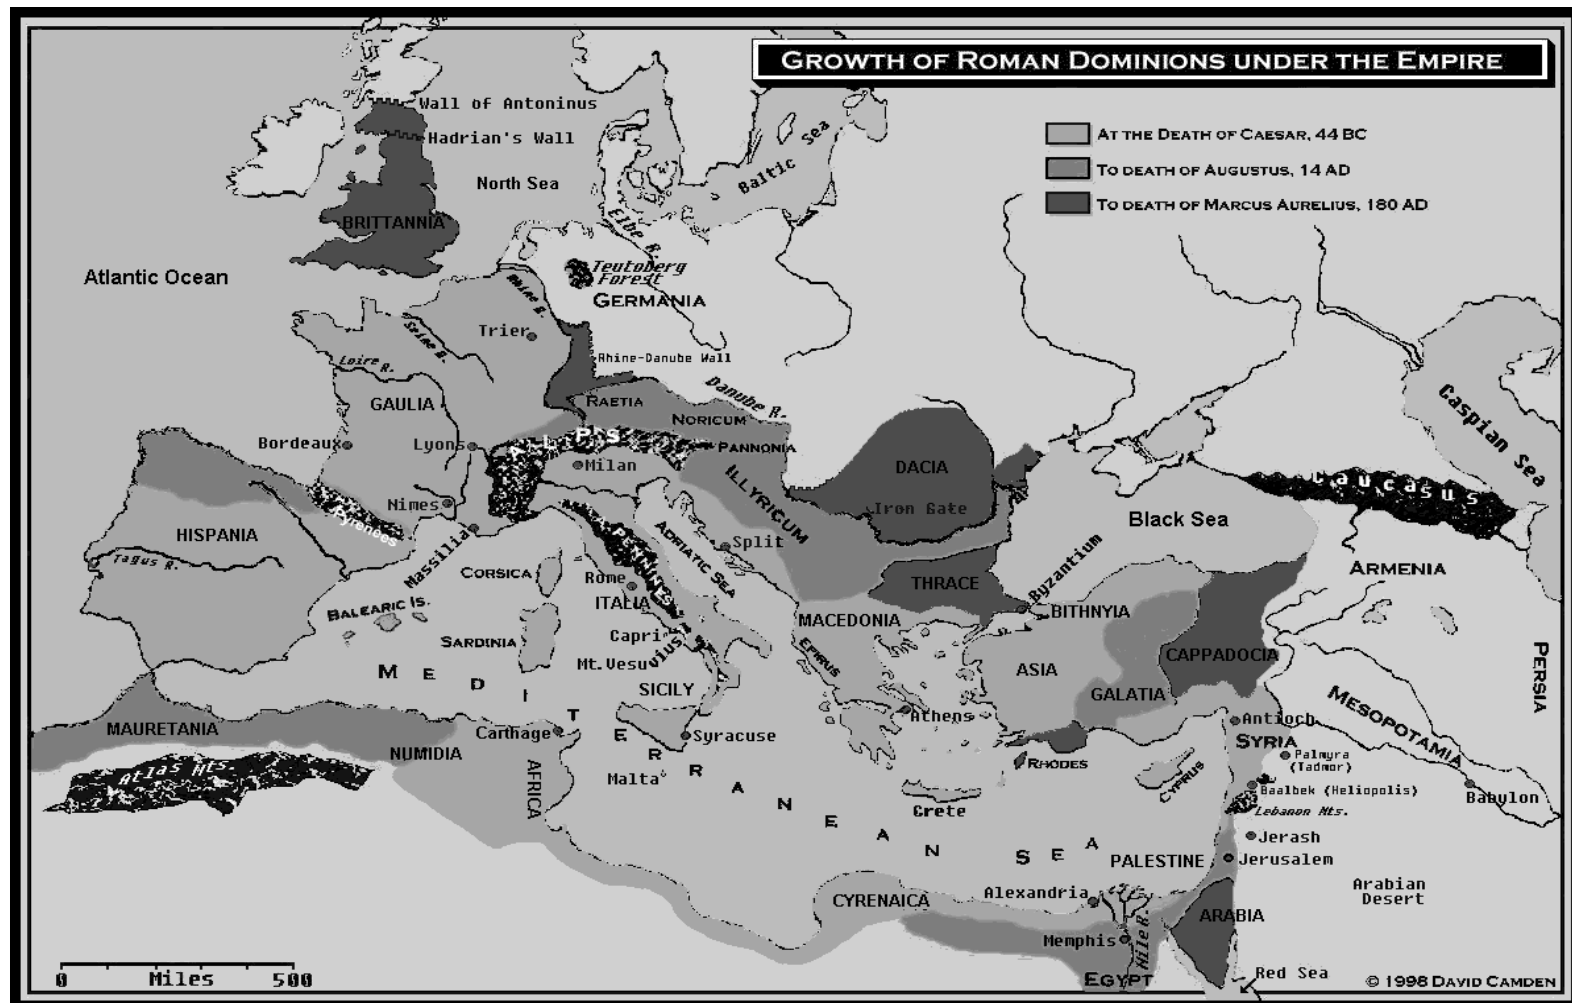 GROWTH OF ROMAN DOMINIONS UNDER THE EMPIRE
AT THE DEATH OF CAESAR, 44 BC
TO DEATH OF AUGUSTUS, 14 AD
TO DEATH OF MARCUS AURELIUS, 180 AD
Wall of Antoninus
Hadrian's Wall
North Sea
Baltic Sea
BRITTANNIA
Elbe R.
Atlantic Ocean
Teutoberg
Forest
GERMANIA
Rhine R.
Seine R.
Trier
Rhine-Danube Wall
Loire R.
Danube R.
GAULIA
RAETIA
NORICUM
Caspian Sea
Bordeaux
Lyons
ALPS
PANNONIA
Milan
DACIA
ILLYRICUM
Caucasus
Nimes
Iron Gate
Pyrenees
Black Sea
HISPANIA
APENNINES
ADRIATIC SEA
Split
Massilia
Tagus R.
CORSICA
Rome
ITALIA
THRACE
Byzantium
ARMENIA
BALEARIC IS.
MACEDONIA
BITHNYIA
SARDINIA
Capri
Mt. Vesuvius
EPIRUS
ASIA
CAPPADOCIA
PERSIA
MEDITERRANEAN SEA
SICILY
GALATIA
MESOPOTAMIA
MAURETANIA
NUMIDIA
Carthage
Syracuse
Athens
Antioch
SYRIA
Palmyra
(Tadmor)
Atlas Mts.
AFRICA
Malta
RHODES
CYPRUS
Baalbek (Heliopolis)
Babylon
Crete
Lebanon Mts.
Jerash
PALESTINE
Jerusalem
CYRENAICA
Alexandria
Arabian
Desert
ARABIA
Memphis
Nile R.
EGYPT
Red Sea
0 Miles 500
© 1998 DAVID CAMDEN